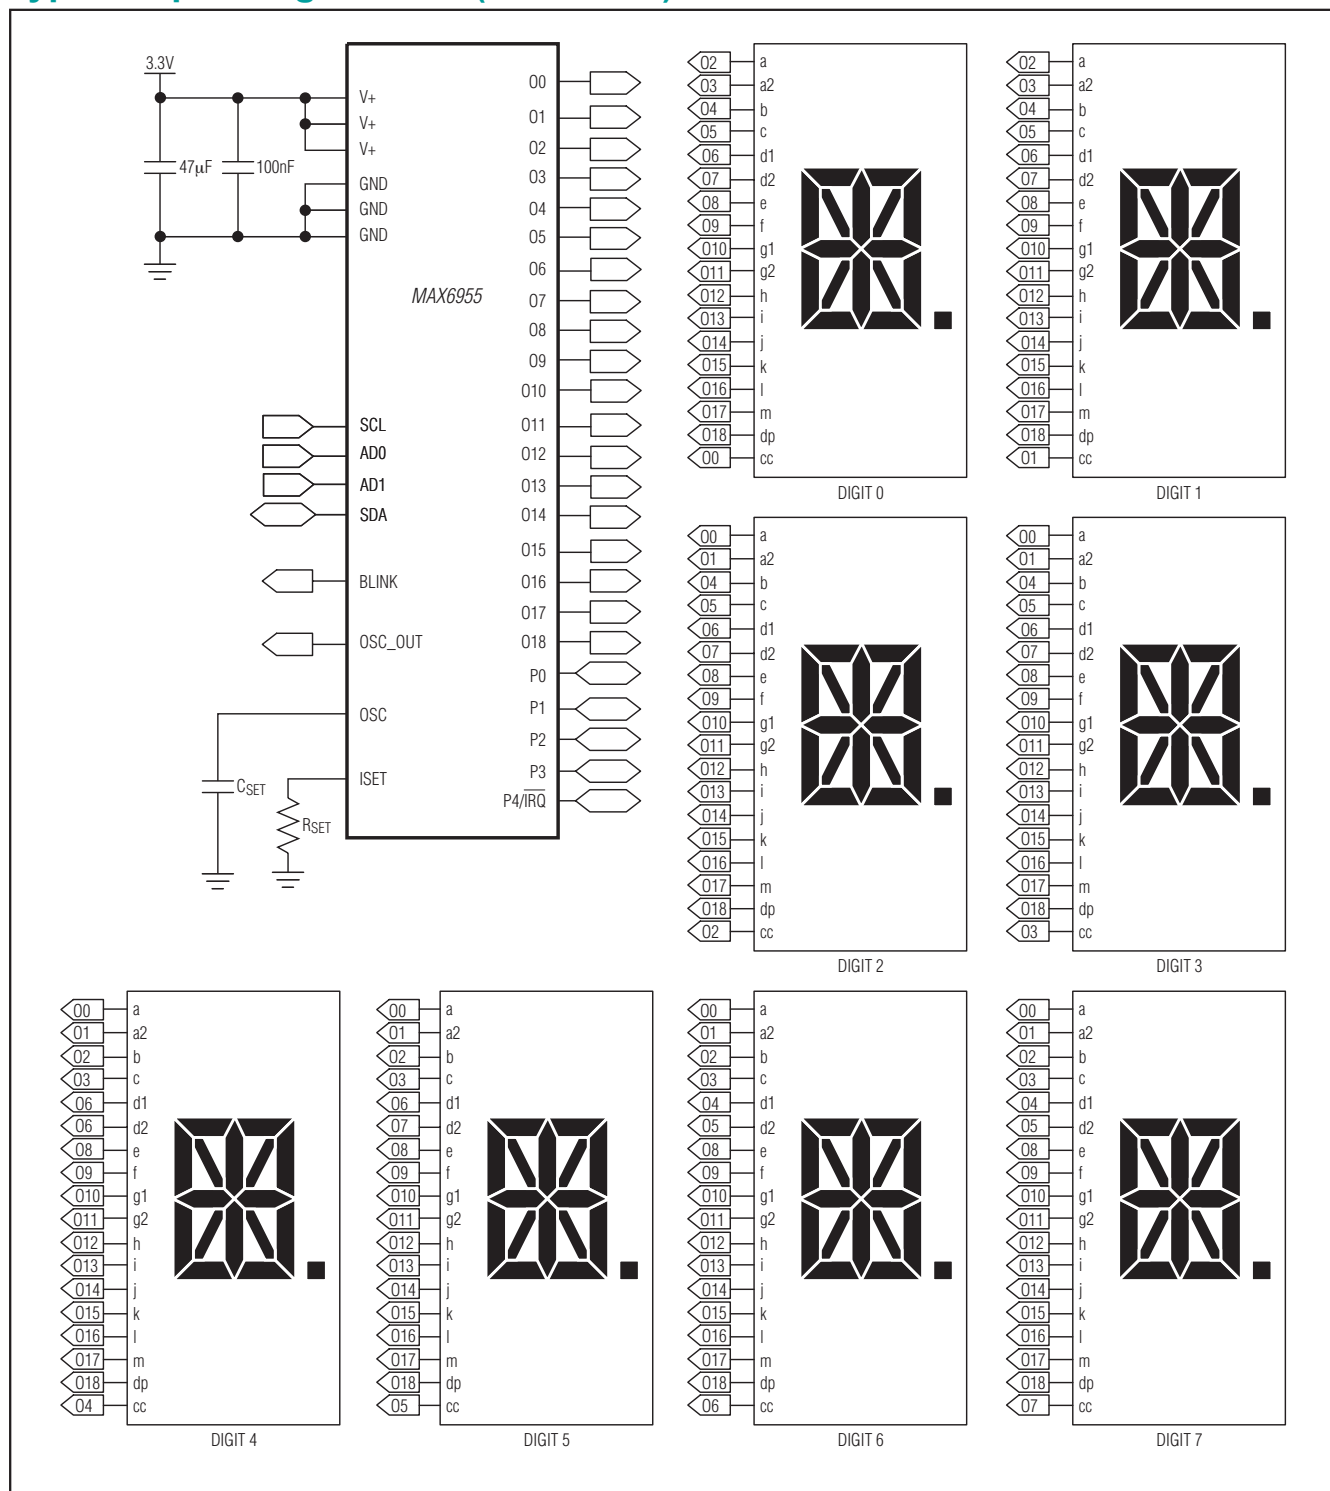 3.3V
47µF
100nF
V+
V+
V+
GND
GND
GND
MAX6955
SCL
AD0
AD1
SDA
BLINK
OSC_OUT
OSC
ISET
CSET
RSET
O0
O1
O2
O3
O4
O5
O6
O7
O8
O9
O10
O11
O12
O13
O14
O15
O16
O17
O18
P0
P1
P2
P3
P4/IRQ
O2 a
O3 a2
O4 b
O5 c
O6 d1
O7 d2
O8 e
O9 f
O10 g1
O11 g2
O12 h
O13 i
O14 j
O15 k
O16 l
O17 m
O18 dp
O0 cc
DIGIT 0
O2 a
O3 a2
O4 b
O5 c
O6 d1
O7 d2
O8 e
O9 f
O10 g1
O11 g2
O12 h
O13 i
O14 j
O15 k
O16 l
O17 m
O18 dp
O1 cc
DIGIT 1
O0 a
O1 a2
O4 b
O5 c
O6 d1
O7 d2
O8 e
O9 f
O10 g1
O11 g2
O12 h
O13 i
O14 j
O15 k
O16 l
O17 m
O18 dp
O2 cc
DIGIT 2
O0 a
O1 a2
O4 b
O5 c
O6 d1
O7 d2
O8 e
O9 f
O10 g1
O11 g2
O12 h
O13 i
O14 j
O15 k
O16 l
O17 m
O18 dp
O3 cc
DIGIT 3
O0 a
O1 a2
O2 b
O3 c
O6 d1
O6 d2
O8 e
O9 f
O10 g1
O11 g2
O12 h
O13 i
O14 j
O15 k
O16 l
O17 m
O18 dp
O4 cc
DIGIT 4
O0 a
O1 a2
O2 b
O3 c
O6 d1
O7 d2
O8 e
O9 f
O10 g1
O11 g2
O12 h
O13 i
O14 j
O15 k
O16 l
O17 m
O18 dp
O5 cc
DIGIT 5
O0 a
O1 a2
O2 b
O3 c
O4 d1
O5 d2
O8 e
O9 f
O10 g1
O11 g2
O12 h
O13 i
O14 j
O15 k
O16 l
O17 m
O18 dp
O6 cc
DIGIT 6
O0 a
O1 a2
O2 b
O3 c
O4 d1
O5 d2
O8 e
O9 f
O10 g1
O11 g2
O12 h
O13 i
O14 j
O15 k
O16 l
O17 m
O18 dp
O7 cc
DIGIT 7